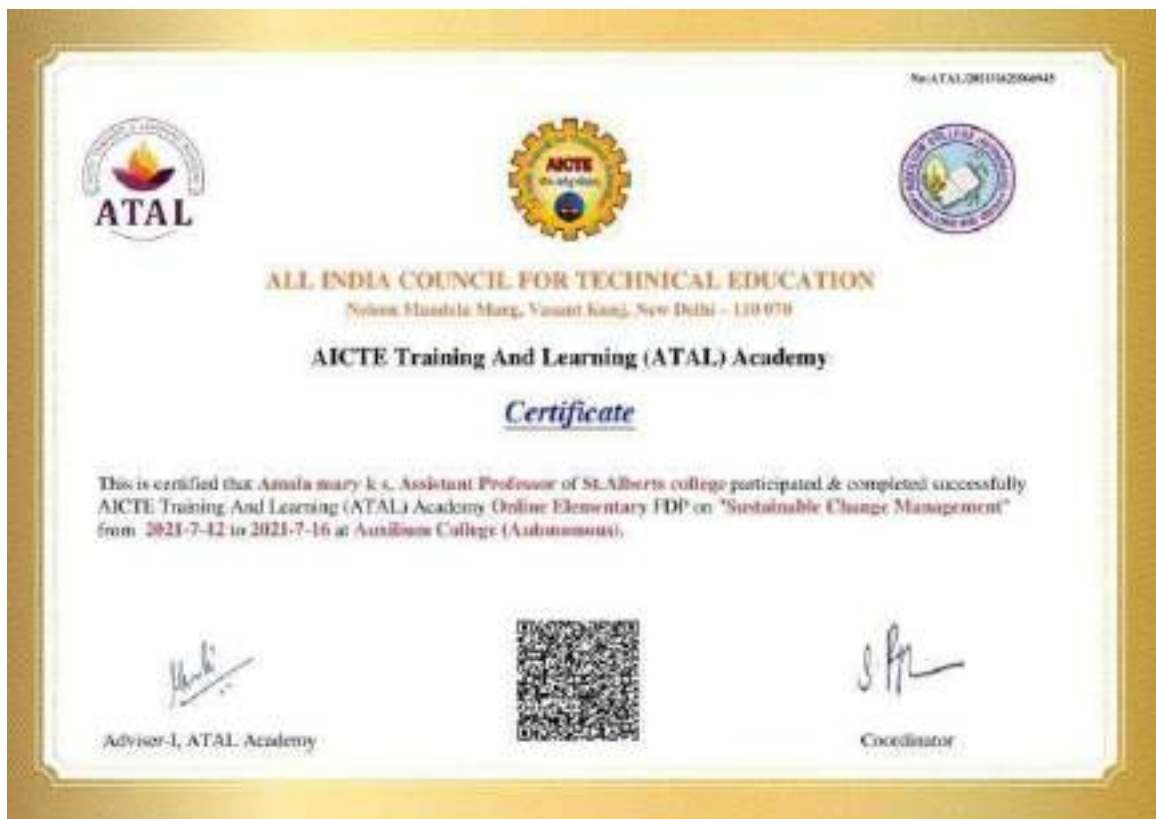 ATAL
AICTE
ALL INDIA COUNCIL FOR TECHNICAL EDUCATION
Nelson Mandela Marg, Vasant Kunj, New Delhi – 110 070
AICTE Training And Learning (ATAL) Academy
Certificate
This is certified that Amala mary k s, Assistant Professor of St.Alberts college participated & completed successfully
AICTE Training And Learning (ATAL) Academy Online Elementary FDP on "Sustainable Change Management"
from 2021-7-12 to 2021-7-16 at Auxilium College (Autonomous).
Adviser-I, ATAL Academy
Coordinator